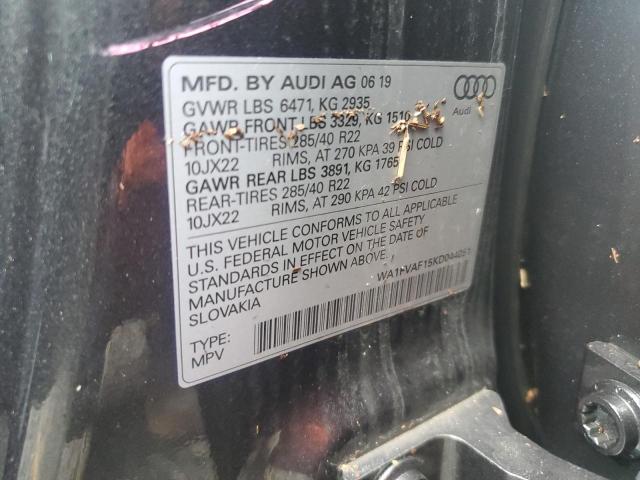 MFD. BY AUDI AG 06 19
Audi
GVWR LBS 6471, KG 2935
GAWR FRONT LBS 3329, KG 1510
FRONT-TIRES 285/40 R22
10JX22 RIMS, AT 270 KPA 39 PSI COLD
GAWR REAR LBS 3891, KG 1765
REAR-TIRES 285/40 R22
10JX22 RIMS, AT 290 KPA 42 PSI COLD
THIS VEHICLE CONFORMS TO ALL APPLICABLE
U.S. FEDERAL MOTOR VEHICLE SAFETY
STANDARDS IN EFFECT ON THE DATE OF
MANUFACTURE SHOWN ABOVE.
SLOVAKIA
WA1FVAF15KD044051
TYPE:
MPV